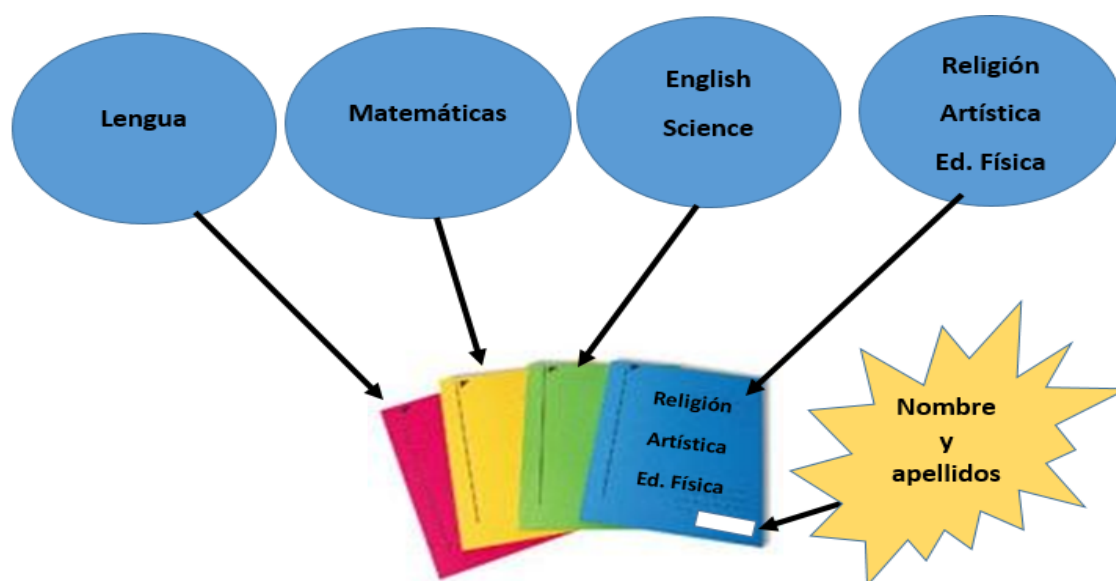 Lengua
Matemáticas
English
Science
Religión
Artística
Ed. Física
Religión
Artística
Ed. Física
Nombre
y
apellidos